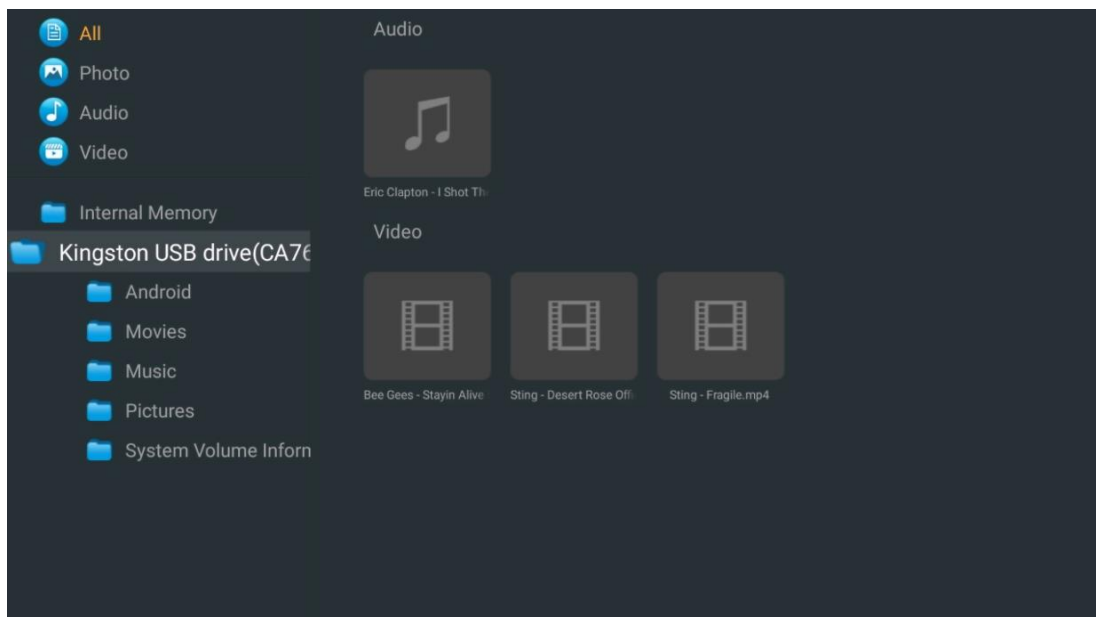 All
Photo
Audio
Video
Internal Memory
Kingston USB drive(CA76
Android
Movies
Music
Pictures
System Volume Inforn
Audio
Eric Clapton - I Shot Th
Video
Bee Gees - Stayin Alive
Sting - Desert Rose Offi
Sting - Fragile.mp4